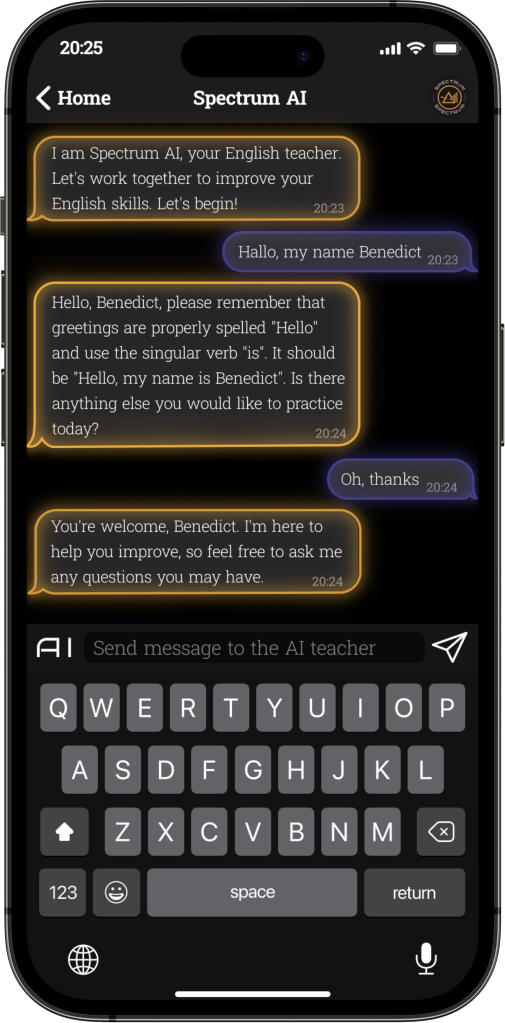 20:25
Home
Spectrum AI
SPECTRUM
SPECTRUM
I am Spectrum AI, your English teacher.
Let's work together to improve your
English skills. Let's begin!
20:23
Hallo, my name Benedict
20:23
Hello, Benedict, please remember that
greetings are properly spelled "Hello"
and use the singular verb "is". It should
be "Hello, my name is Benedict". Is there
anything else you would like to practice
today?
20:24
Oh, thanks
20:24
You're welcome, Benedict. I'm here to
help you improve, so feel free to ask me
any questions you may have.
20:24
AI
Send message to the AI teacher
Q W E R T Y U I O P
A S D F G H J K L
Z X C V B N M
123
space
return